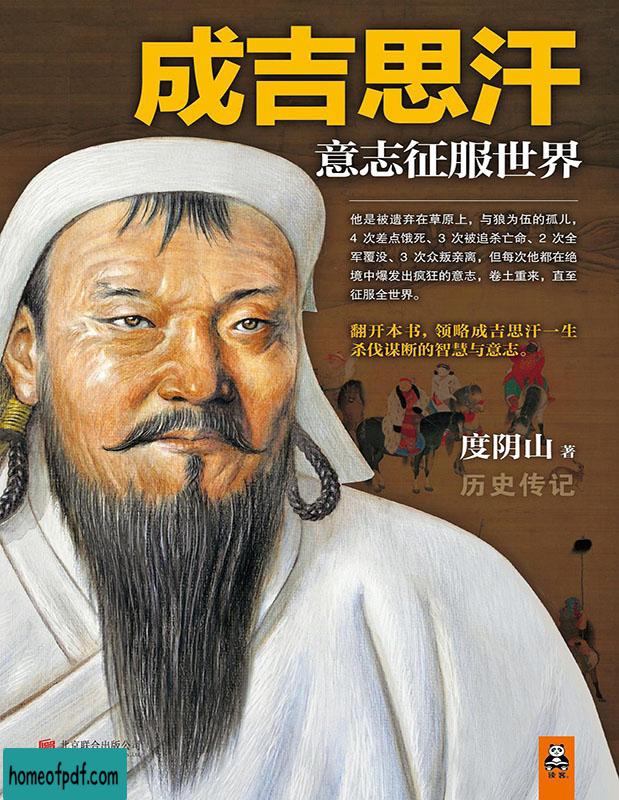 成吉思汗
意志征服世界
他是被遗弃在草原上，与狼为伍的孤儿，
4 次差点饿死、3 次被追杀亡命、2 次全
军覆没、3 次众叛亲离，但每次他都在绝
境中爆发出疯狂的意志，卷土重来，直至
征服全世界。
翻开本书，领略成吉思汗一生
杀伐谋断的智慧与意志。
度阴山 著
历史传记
北京联合出版公
homeofpdf.com
读客